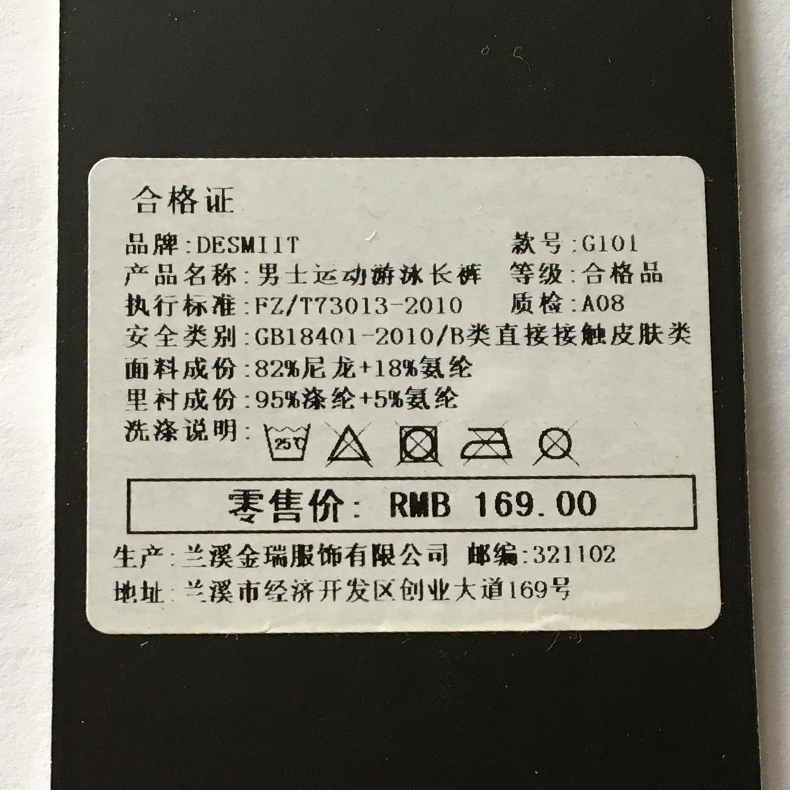 合格证
品牌:DESMIIT 款号:G101
产品名称:男士运动游泳长裤 等级:合格品
执行标准:FZ/T73013-2010 质检:A08
安全类别:GB18401-2010/B类直接接触皮肤类
面料成份:82%尼龙+18%氨纶
里衬成份:95%涤纶+5%氨纶
洗涤说明: 25℃
零售价: RMB 169.00
生产:兰溪金瑞服饰有限公司 邮编:321102
地址:兰溪市经济开发区创业大道169号